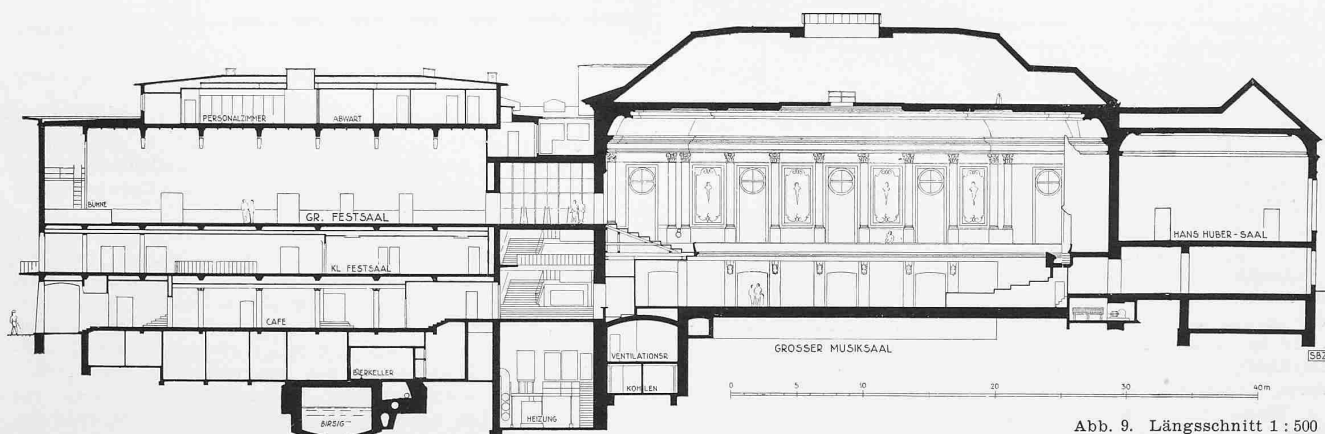 PERSONALZIMMER ABWART
BÜHNE
GR. FESTSAAL
HANS HUBER-SAAL
KL FESTSAAL
CAFE
GROSSER MUSIKSAAL
VENTILATIONSR.
BIERKELLER
KOHLEN
SBZ
0 5 10 20 30 40 m
HEIZUNG
BIRSIG
Abb. 9. Längsschnitt 1 : 500